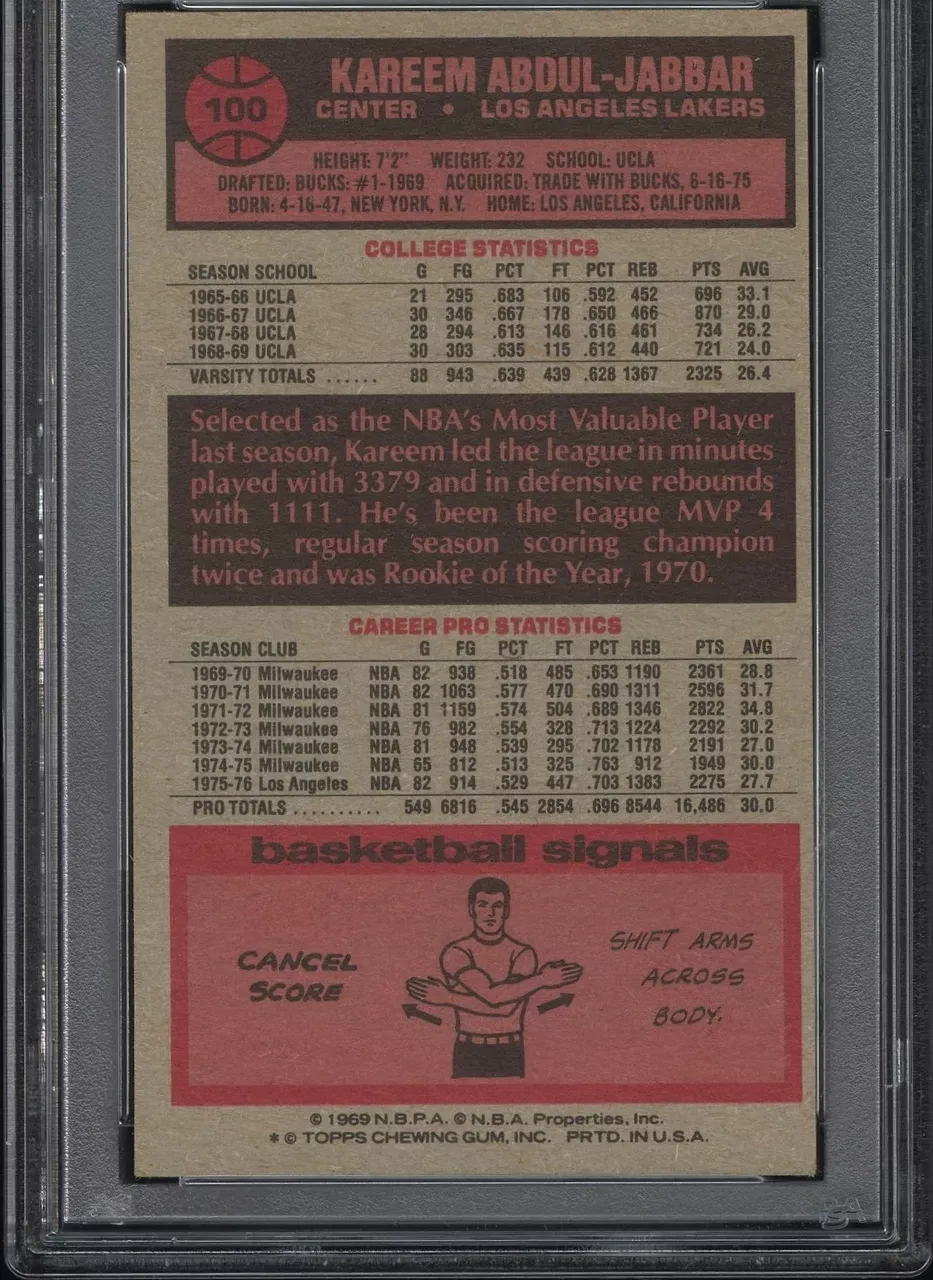 100
KAREEM ABDUL-JABBAR
CENTER • LOS ANGELES LAKERS
HEIGHT: 7'2" WEIGHT: 232 SCHOOL: UCLA
DRAFTED: BUCKS: #1-1969 ACQUIRED: TRADE WITH BUCKS, 6-16-75
BORN: 4-16-47, NEW YORK, N.Y. HOME: LOS ANGELES, CALIFORNIA
COLLEGE STATISTICS
SEASON SCHOOL G FG PCT FT PCT REB PTS AVG
1965-66 UCLA 21 295 .683 106 .592 452 696 33.1
1966-67 UCLA 30 346 .667 178 .650 466 870 29.0
1967-68 UCLA 28 294 .613 146 .616 461 734 26.2
1968-69 UCLA 30 303 .635 115 .612 440 721 24.0
VARSITY TOTALS ...... 88 943 .639 439 .628 1367 2325 26.4
Selected as the NBA's Most Valuable Player
last season, Kareem led the league in minutes
played with 3379 and in defensive rebounds
with 1111. He's been the league MVP 4
times, regular season scoring champion
twice and was Rookie of the Year, 1970.
CAREER PRO STATISTICS
SEASON CLUB G FG PCT FT PCT REB PTS AVG
1969-70 Milwaukee NBA 82 938 .518 485 .653 1190 2361 28.8
1970-71 Milwaukee NBA 82 1063 .577 470 .690 1311 2596 31.7
1971-72 Milwaukee NBA 81 1159 .574 504 .689 1346 2822 34.8
1972-73 Milwaukee NBA 76 982 .554 328 .713 1224 2292 30.2
1973-74 Milwaukee NBA 81 948 .539 295 .702 1178 2191 27.0
1974-75 Milwaukee NBA 65 812 .513 325 .763 912 1949 30.0
1975-76 Los Angeles NBA 82 914 .529 447 .703 1383 2275 27.7
PRO TOTALS .......... 549 6816 .545 2854 .696 8544 16,486 30.0
basketball signals
CANCEL
SCORE
SHIFT ARMS
ACROSS
BODY.
© 1969 N.B.P.A. © N.B.A. Properties, Inc.
* © TOPPS CHEWING GUM, INC. PRTD. IN U.S.A.
PSA